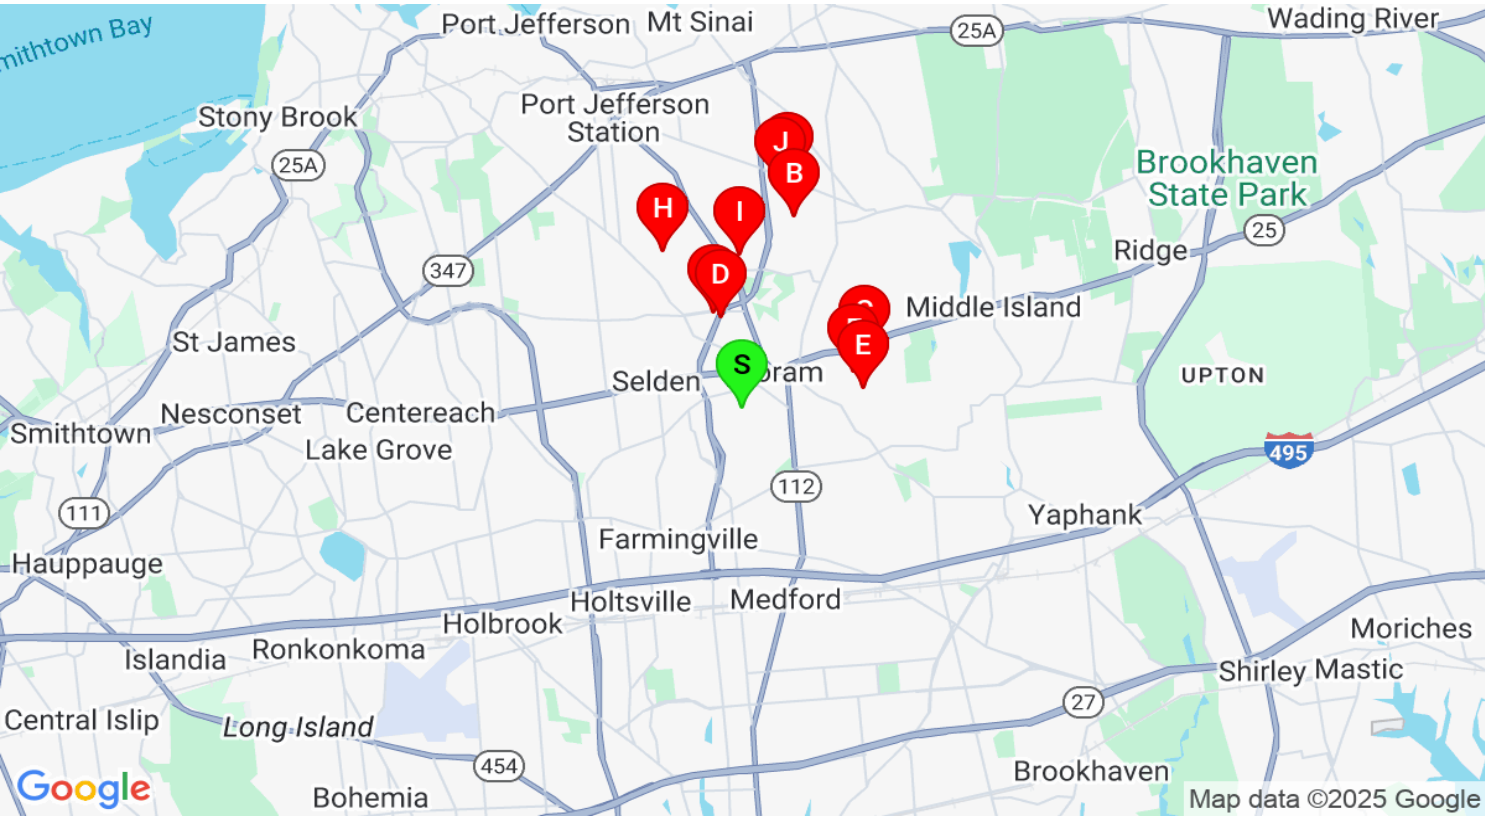 Port Jefferson
Mt Sinai
Wading River
25A
mithtown Bay
Stony Brook
Port Jefferson
Station
25A
J
B
Brookhaven
State Park
H
I
25
Ridge
347
D
Middle Island
St James
E
S
Selden
oram
UPTON
Nesconset
Centereach
Smithtown
Lake Grove
495
112
111
Yaphank
Farmingville
Hauppauge
Holtsville
Medford
Holbrook
Moriches
Ronkonkoma
Islandia
Shirley
Mastic
27
Central Islip
Long Island
454
Brookhaven
Google
Bohemia
Map data ©2025 Google